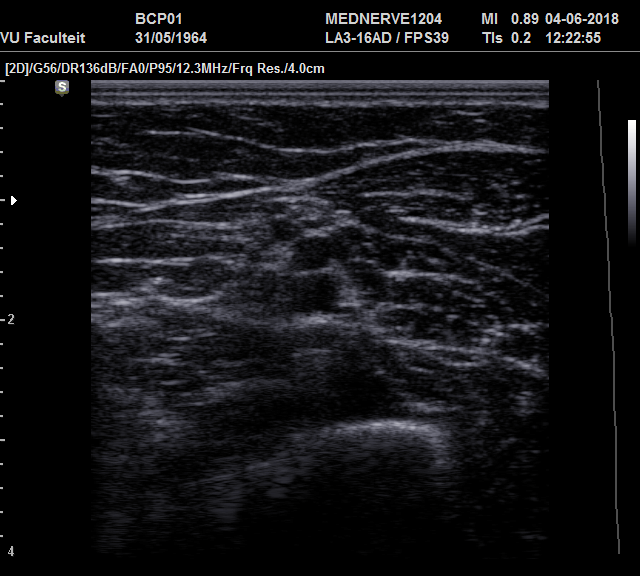 BCP01 MEDNERVE1204 MI 0.89 04-06-2018
VU Faculteit 31/05/1964 LA3-16AD / FPS39 TIs 0.2 12:22:55
[2D]/G56/DR136dB/FA0/P95/12.3MHz/Frq Res./4.0cm
S
2
4